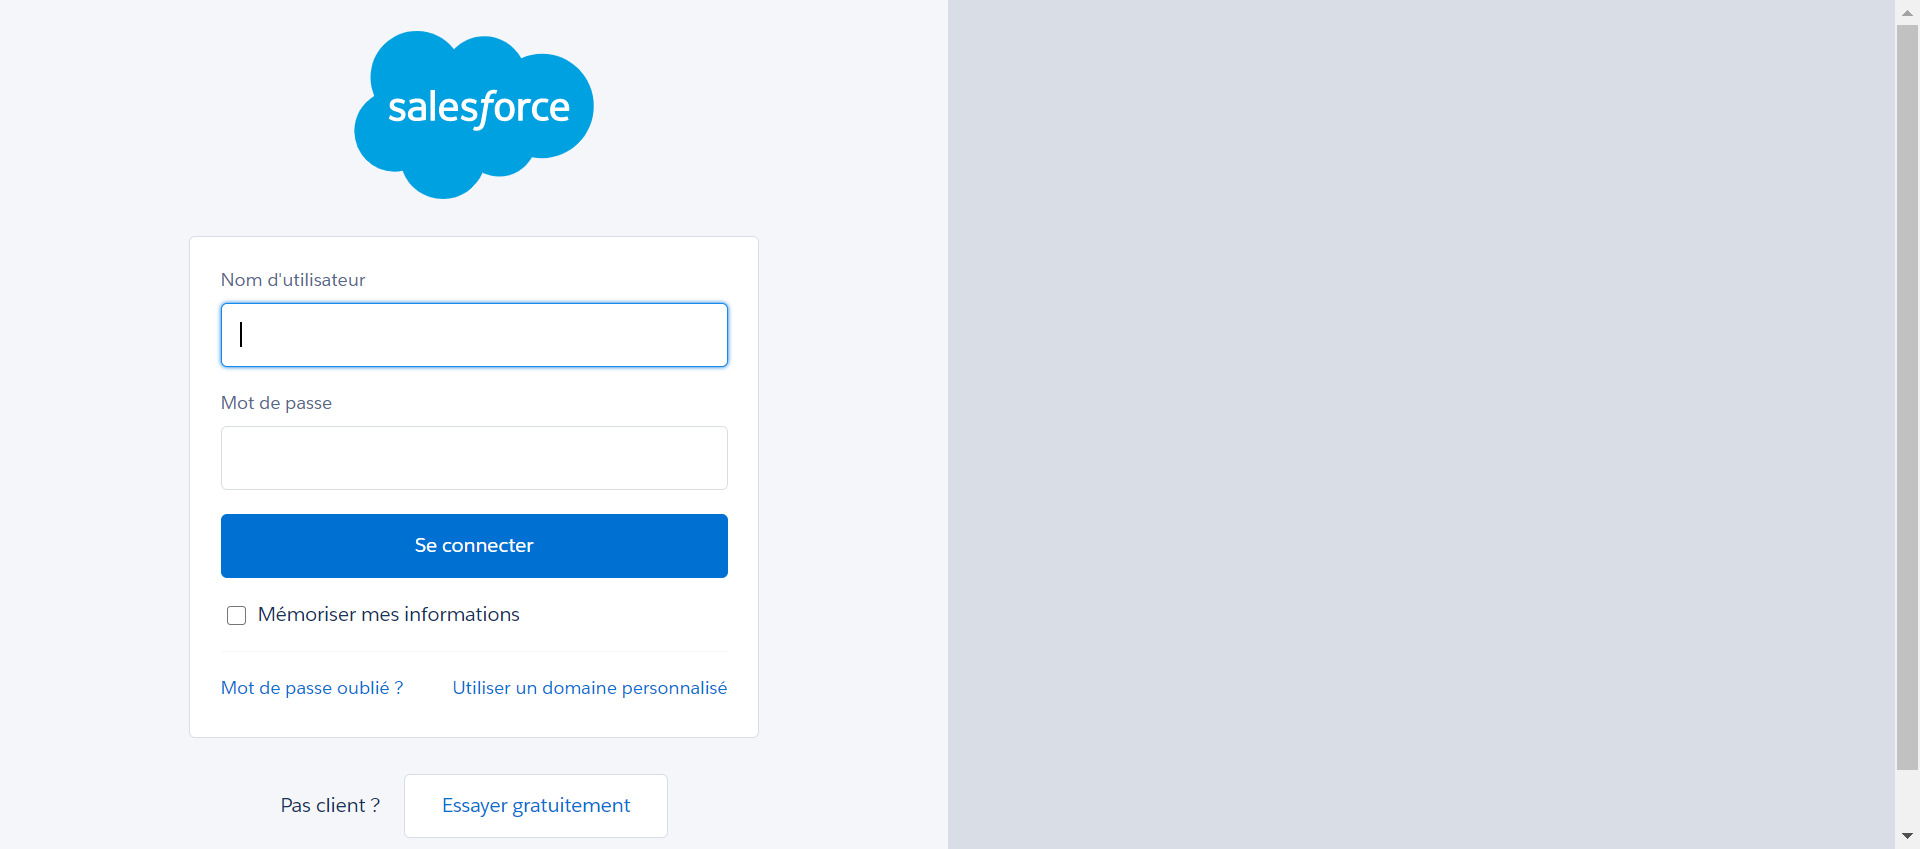 salesforce
Nom d'utilisateur
Mot de passe
Se connecter
Mémoriser mes informations
Mot de passe oublié ? Utiliser un domaine personnalisé
Pas client ? Essayer gratuitement